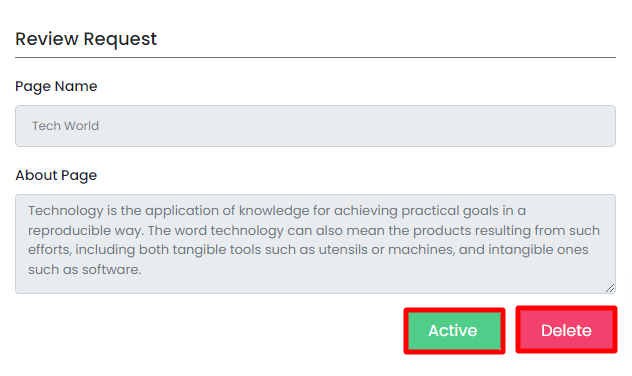 Review Request
Page Name
Tech World
About Page
Technology is the application of knowledge for achieving practical goals in a
reproducible way. The word technology can also mean the products resulting from such
efforts, including both tangible tools such as utensils or machines, and intangible ones
such as software.
Active
Delete